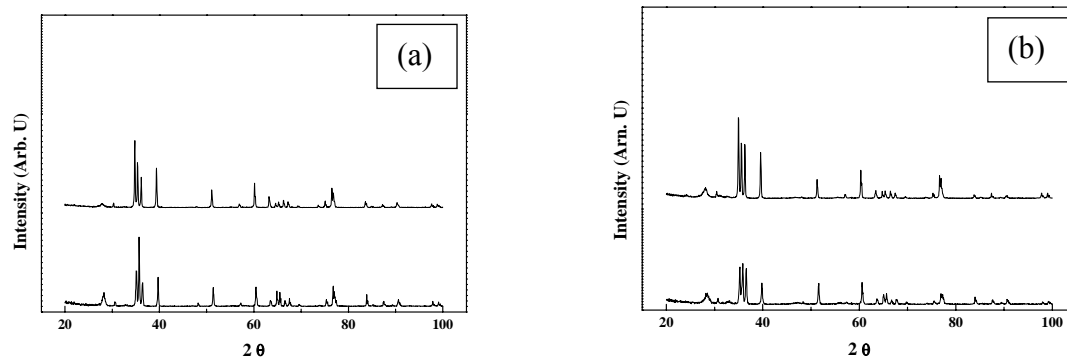 (a)
Intensity (Arb. U)
20 40 60 80 100
2 θ
(b)
Intensity (Arn. U)
20 40 60 80 100
2 θ